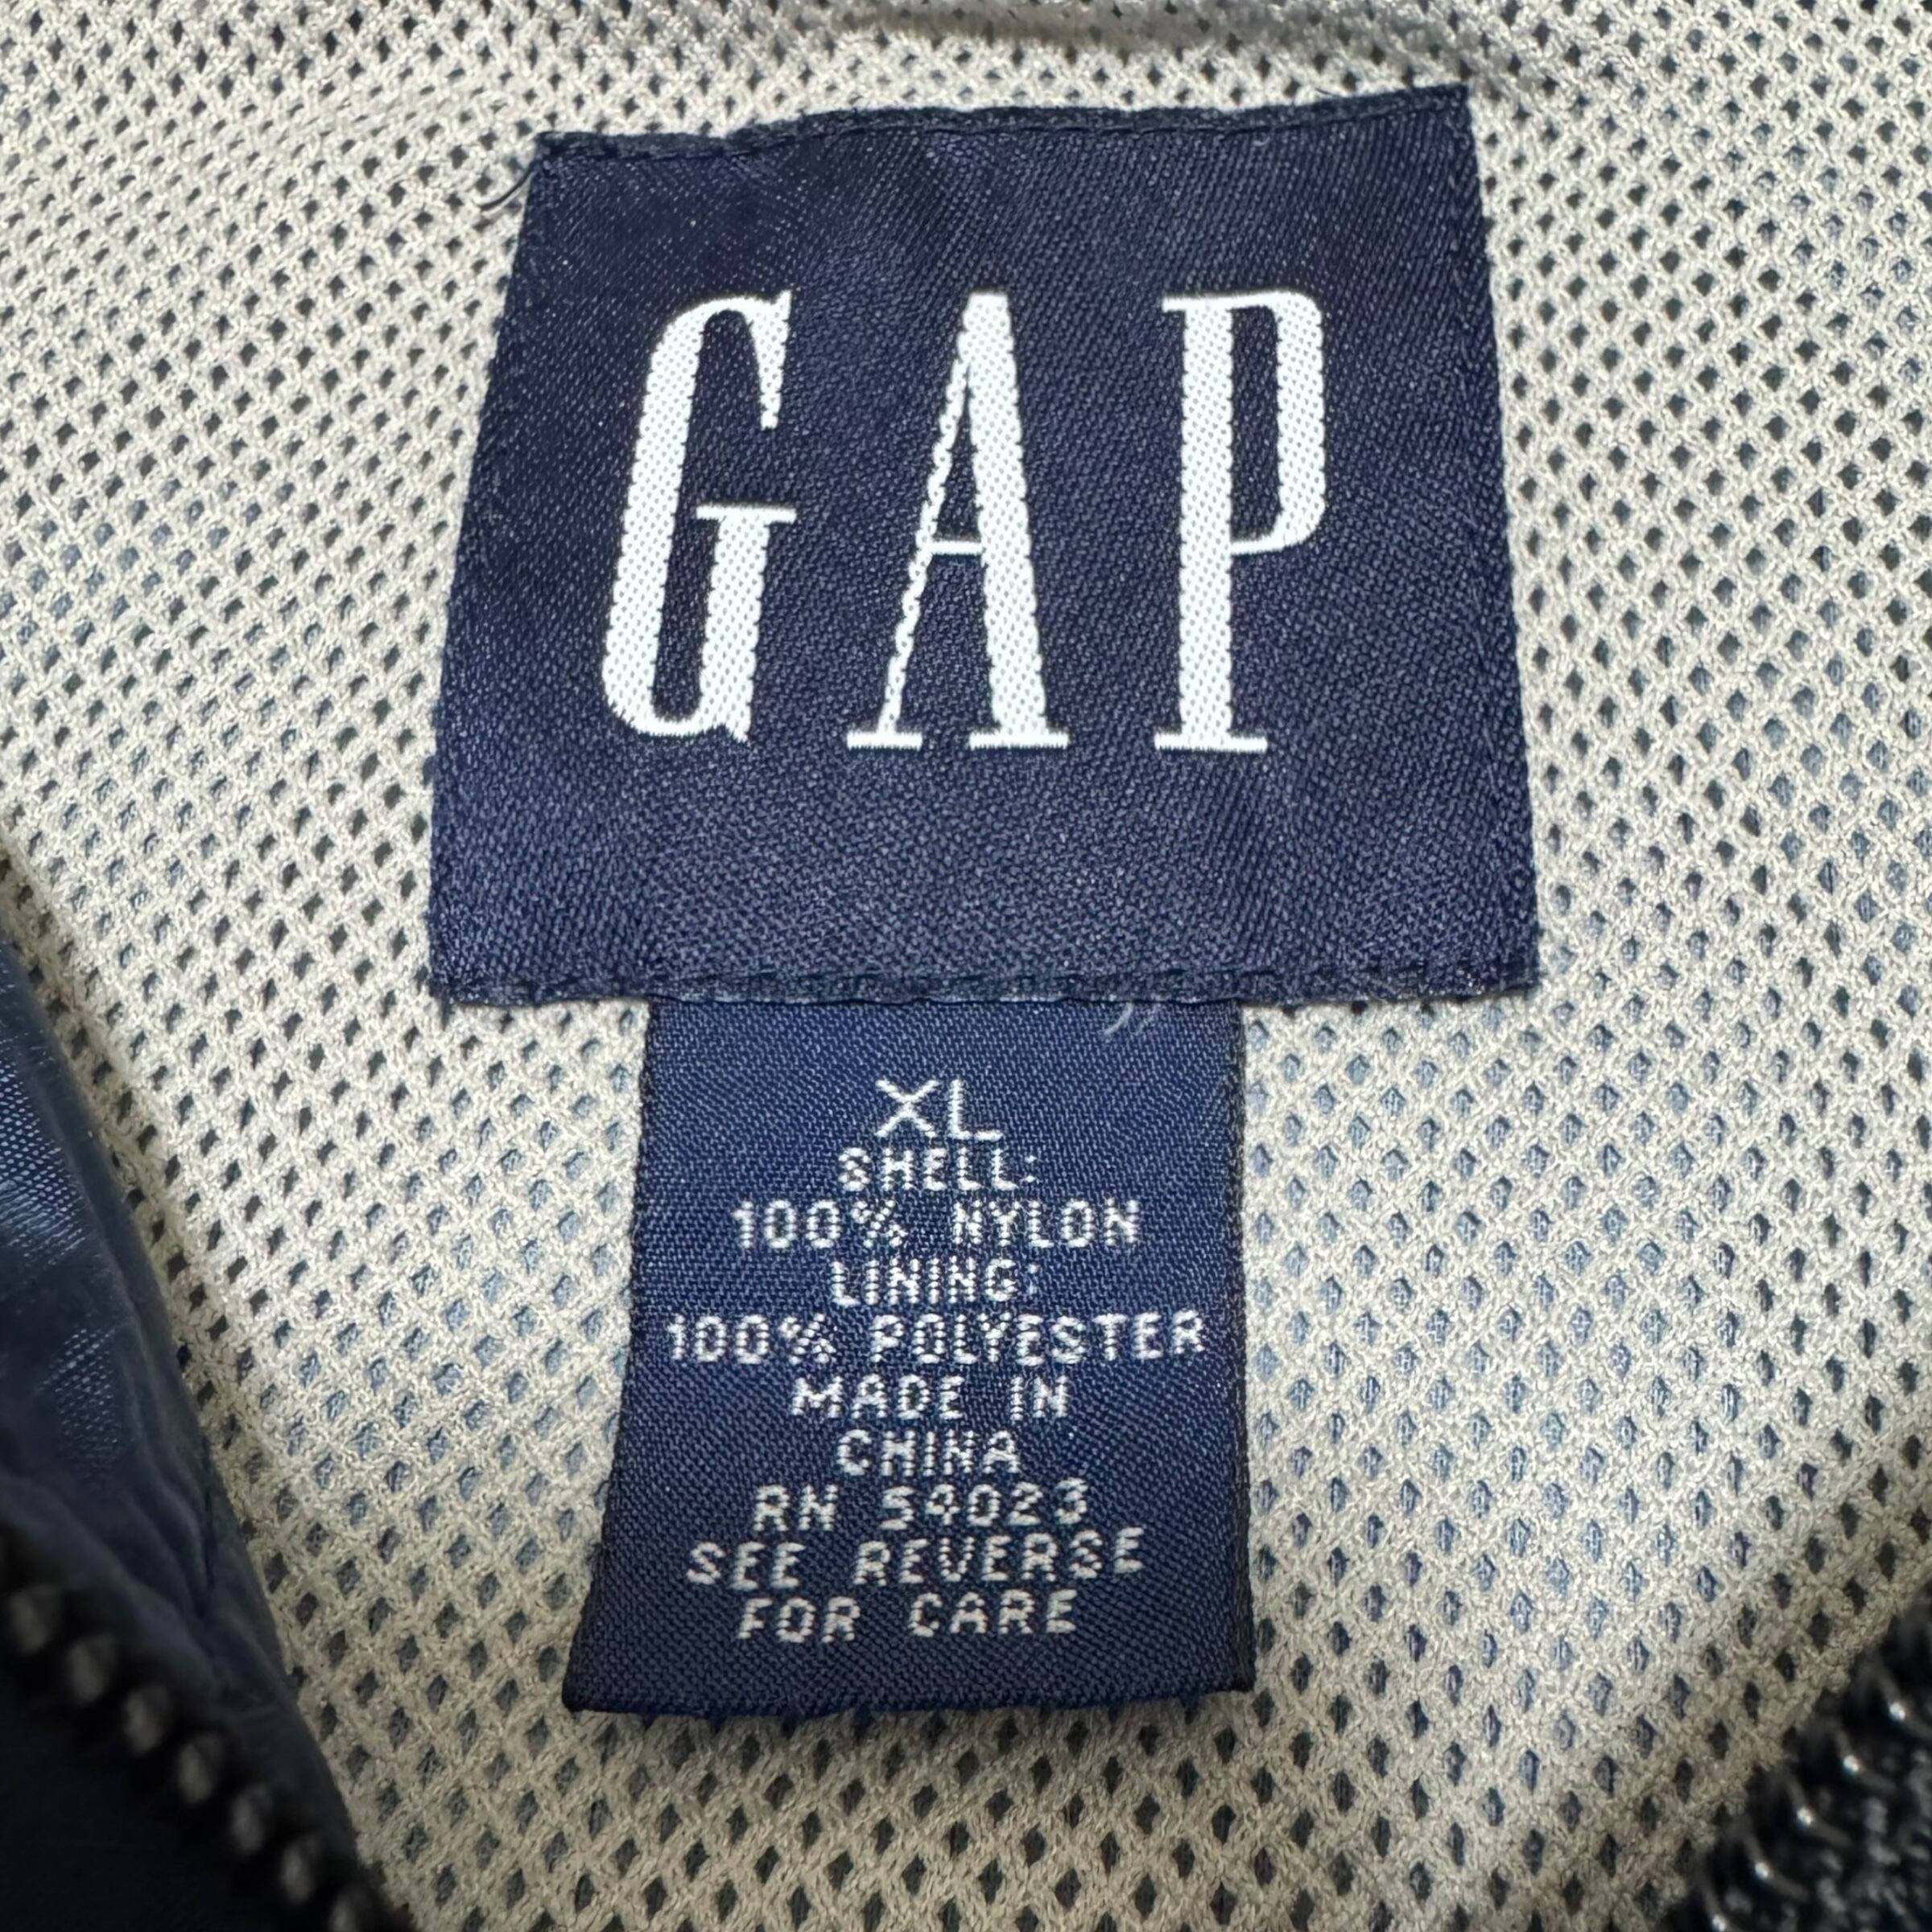 GAP
XL
SHELL:
100% NYLON
LINING:
100% POLYESTER
MADE IN
CHINA
RN 54023
SEE REVERSE
FOR CARE